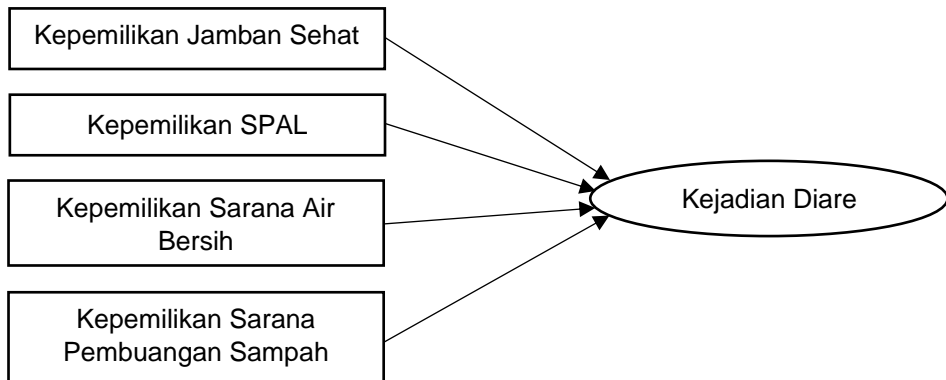 Kepemilikan Jamban Sehat
Kepemilikan SPAL
Kepemilikan Sarana Air
Bersih
Kepemilikan Sarana
Pembuangan Sampah
Kejadian Diare